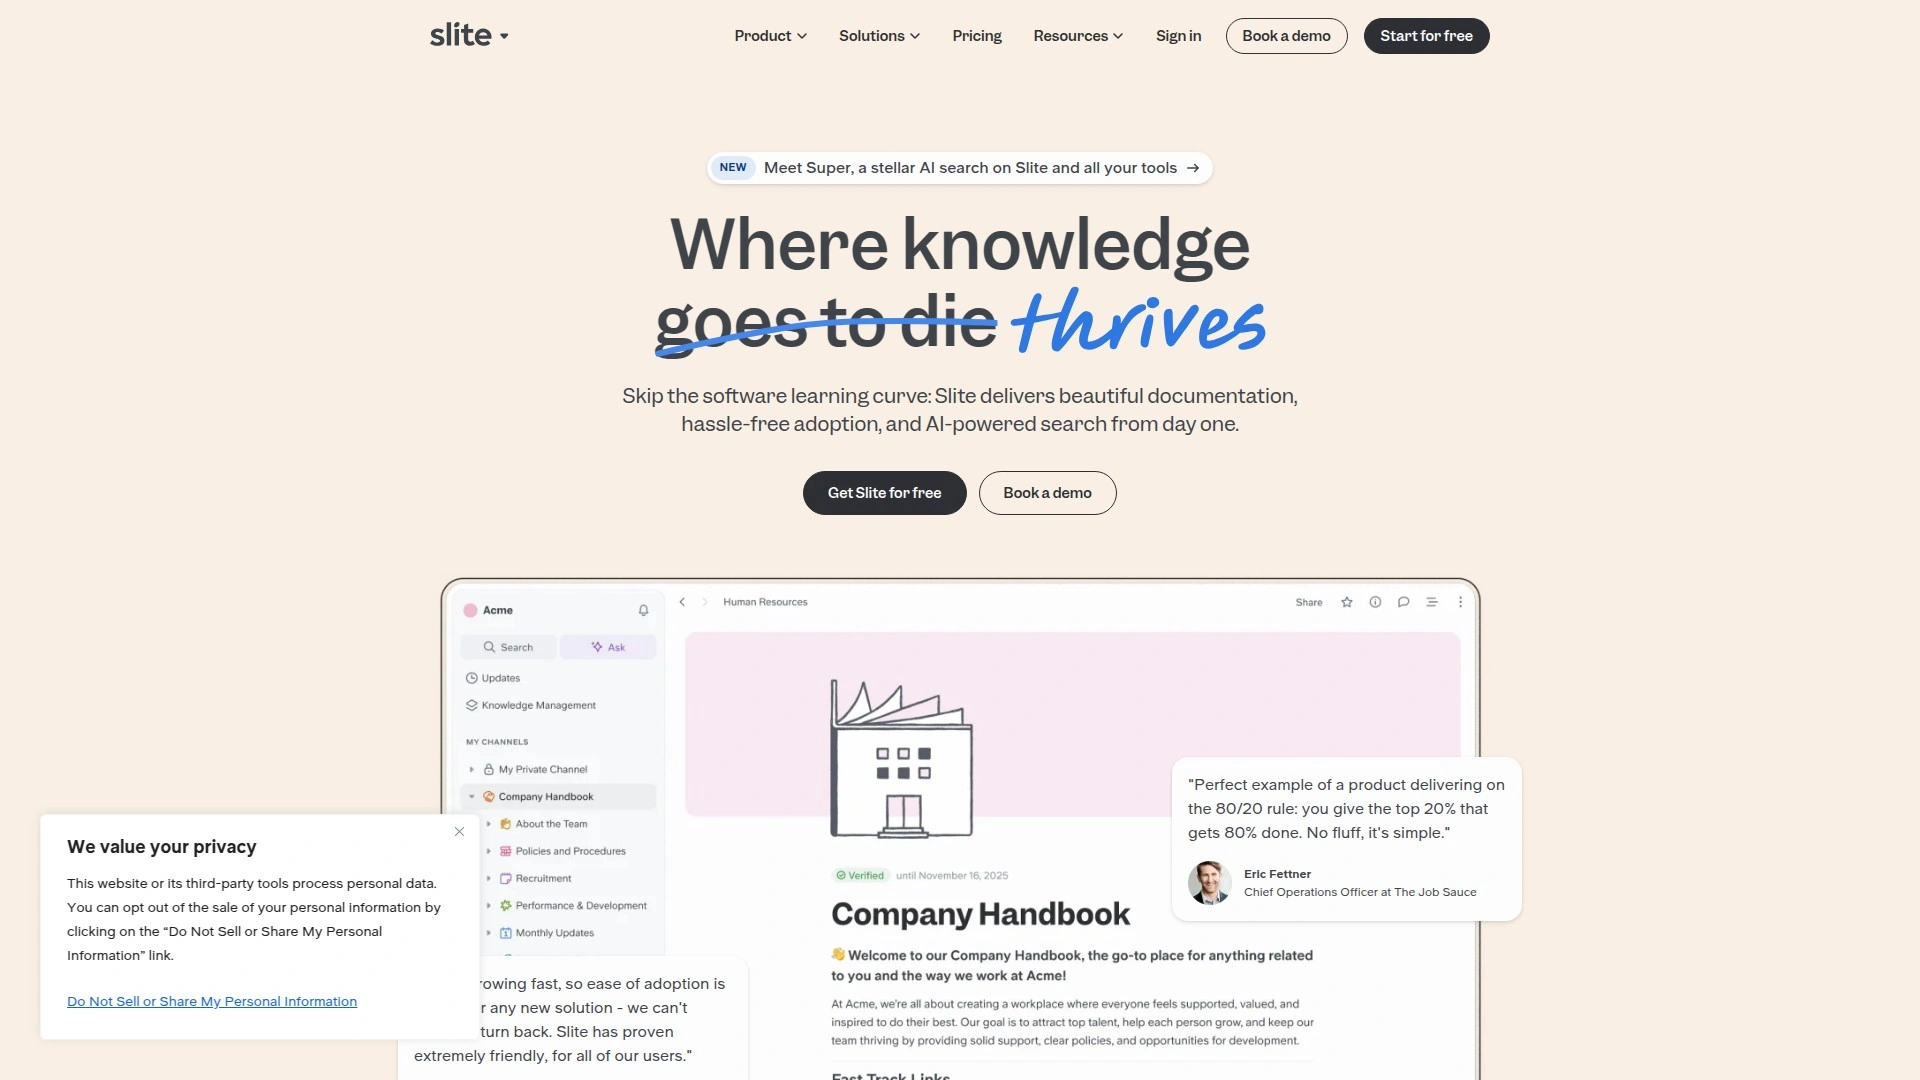 slite
Product
Solutions
Pricing
Resources
Sign in
Book a demo
Start for free
NEW Meet Super, a stellar AI search on Slite and all your tools →
Where knowledge
goes to die thrives
Skip the software learning curve: Slite delivers beautiful documentation,
hassle-free adoption, and AI-powered search from day one.
Get Slite for free
Book a demo
Acme
Search
Ask
Updates
Knowledge Management
MY CHANNELS
My Private Channel
Company Handbook
About the Team
Policies and Procedures
Recruitment
Performance & Development
Monthly Updates
Human Resources
Share
Verified until November 16, 2025
Company Handbook
👋 Welcome to our Company Handbook, the go-to place for anything related
to you and the way we work at Acme!
At Acme, we're all about creating a workplace where everyone feels supported, valued, and
inspired to do their best. Our goal is to attract top talent, help each person grow, and keep our
team thriving by providing solid support, clear policies, and opportunities for development.
Fast Track Links
"Perfect example of a product delivering on
the 80/20 rule: you give the top 20% that
gets 80% done. No fluff, it's simple."
Eric Fettner
Chief Operations Officer at The Job Sauce
We value your privacy
This website or its third-party tools process personal data.
You can opt out of the sale of your personal information by
clicking on the “Do Not Sell or Share My Personal
Information” link.
Do Not Sell or Share My Personal Information
fast, so ease of adoption is
any new solution - we can't
turn back. Slite has proven
extremely friendly, for all of our users."